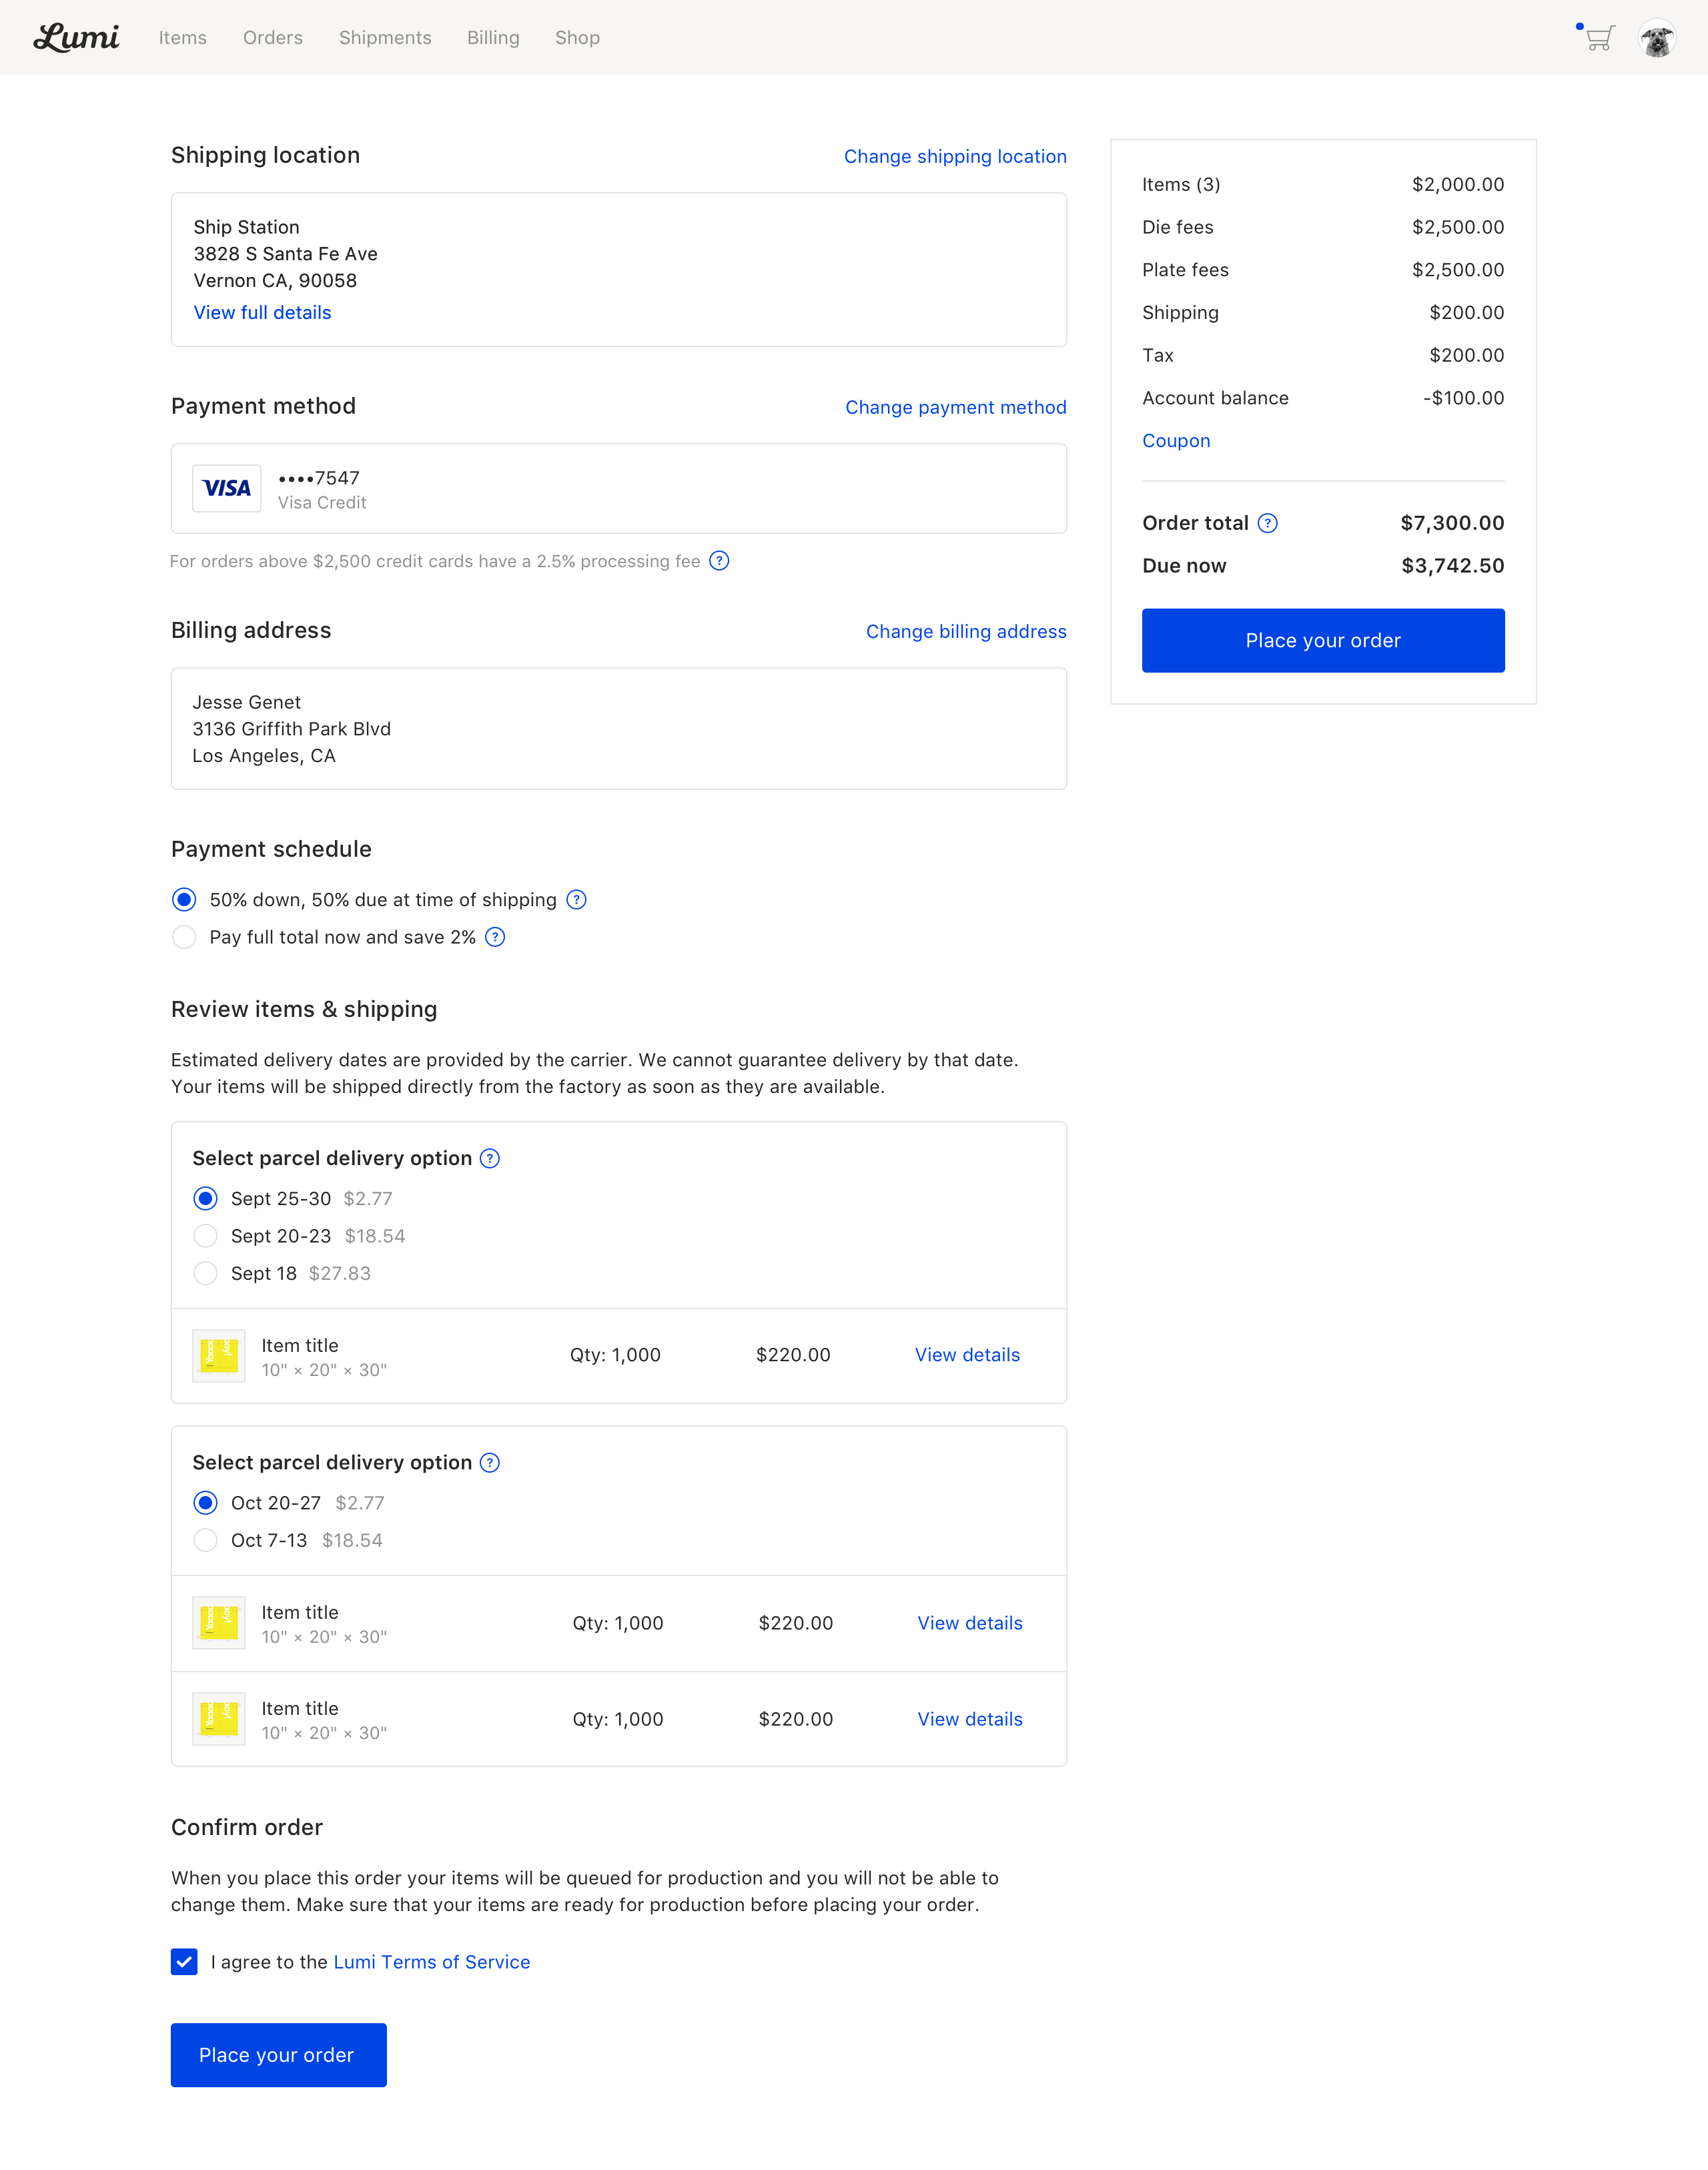 Lumi
Items
Orders
Shipments
Billing
Shop
Shipping location
Change shipping location
Ship Station
3828 S Santa Fe Ave
Vernon CA, 90058
View full details
Payment method
Change payment method
VISA
••••7547
Visa Credit
For orders above $2,500 credit cards have a 2.5% processing fee ?
Billing address
Change billing address
Jesse Genet
3136 Griffith Park Blvd
Los Angeles, CA
Payment schedule
50% down, 50% due at time of shipping ?
Pay full total now and save 2% ?
Review items & shipping
Estimated delivery dates are provided by the carrier. We cannot guarantee delivery by that date.
Your items will be shipped directly from the factory as soon as they are available.
Select parcel delivery option ?
Sept 25-30 $2.77
Sept 20-23 $18.54
Sept 18 $27.83
Item title
10" × 20" × 30"
Qty: 1,000
$220.00
View details
Select parcel delivery option ?
Oct 20-27 $2.77
Oct 7-13 $18.54
Item title
10" × 20" × 30"
Qty: 1,000
$220.00
View details
Item title
10" × 20" × 30"
Qty: 1,000
$220.00
View details
Confirm order
When you place this order your items will be queued for production and you will not be able to
change them. Make sure that your items are ready for production before placing your order.
I agree to the Lumi Terms of Service
Place your order
Items (3) $2,000.00
Die fees $2,500.00
Plate fees $2,500.00
Shipping $200.00
Tax $200.00
Account balance -$100.00
Coupon
Order total ? $7,300.00
Due now $3,742.50
Place your order